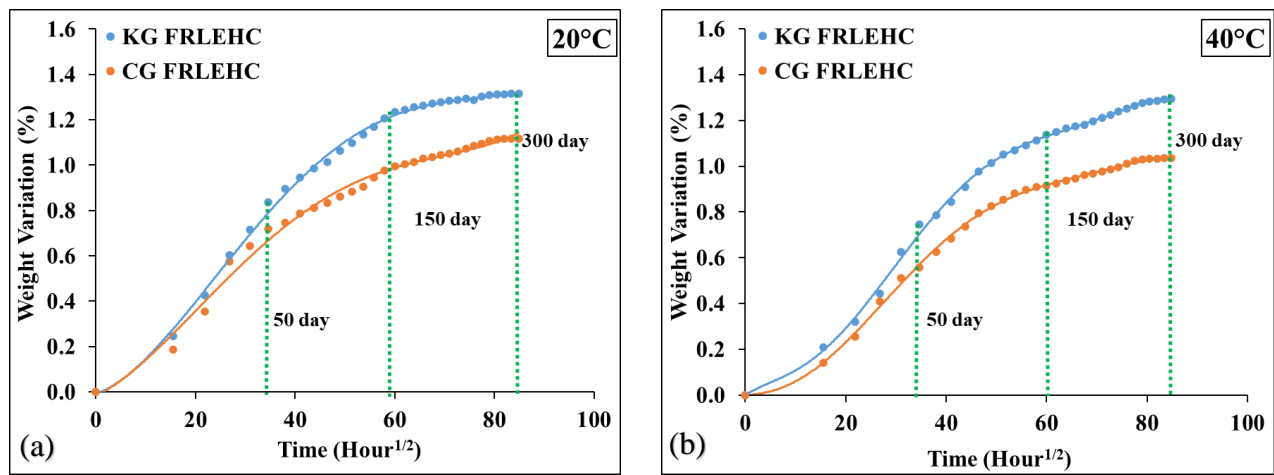 1.6
KG FRLEHC
20°C
1.4
CG FRLEHC
1.2
1.0
300 day
0.8
150 day
0.6
0.4
50 day
0.2
0.0
Weight Variation (%)
0 20 40 60 80 100
(a)
Time (Hour1/2)
1.6
KG FRLEHC
40°C
1.4
CG FRLEHC
1.2
1.0
300 day
0.8
150 day
0.6
0.4
50 day
0.2
0.0
Weight Variation (%)
0 20 40 60 80 100
(b)
Time (Hour1/2)